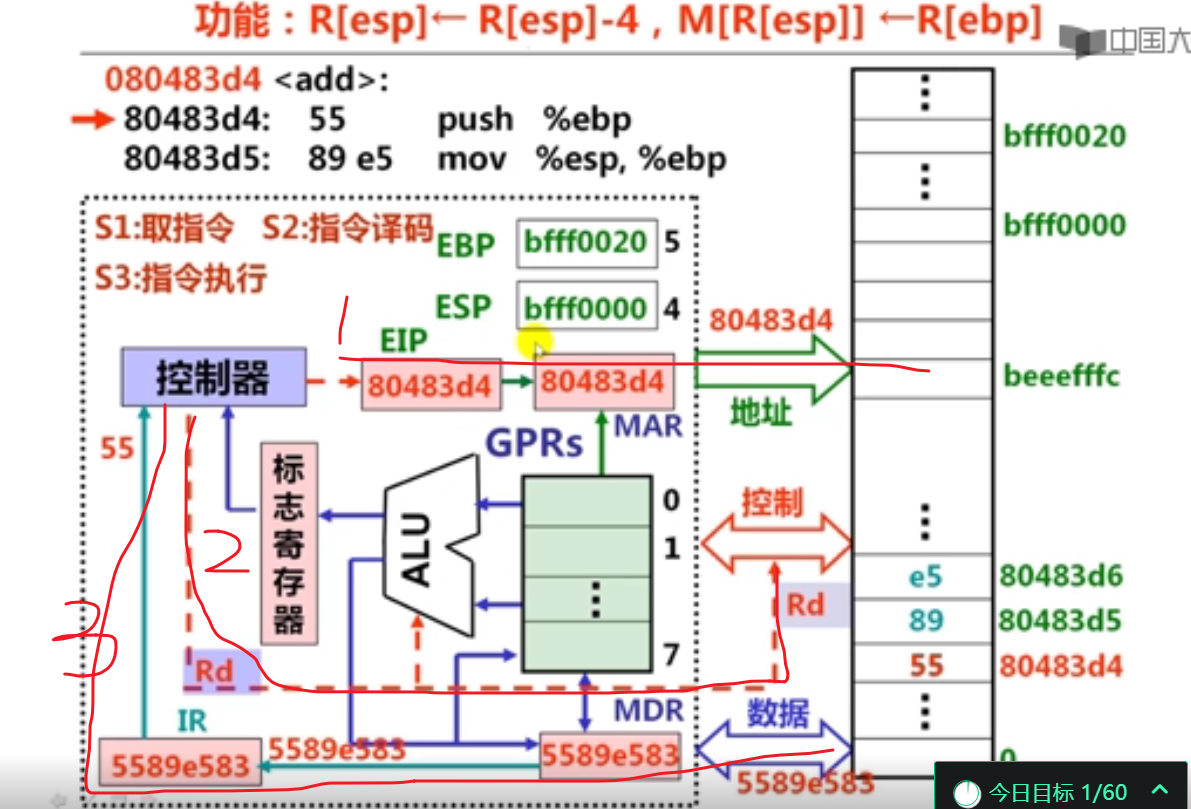 功能：R[esp]← R[esp]-4，M[R[esp]] ←R[ebp]
中国大
080483d4 <add>:
80483d4: 55 push %ebp
80483d5: 89 e5 mov %esp, %ebp
bfff0020
bfff0000
beeefffc
S1:取指令 S2:指令译码
S3:指令执行
EBP bfff0020 5
ESP bfff0000 4
EIP
控制器
80483d4
80483d4
80483d4
地址
MAR
GPRs
55
标志寄存器
ALU
0
1
7
控制
2
3
Rd
Rd
e5 80483d6
89 80483d5
55 80483d4
0
IR
MDR
数据
5589e583
5589e583
5589e583
5589e583
今日目标 1/60